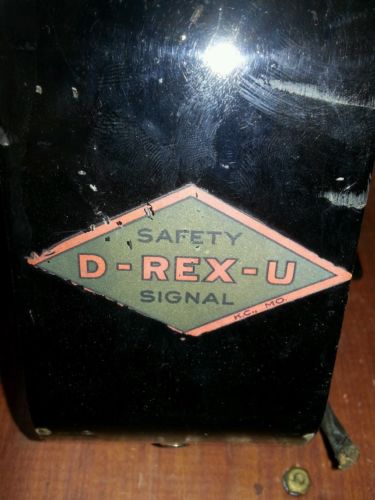 SAFETY
D-REX-U
SIGNAL
K.C., MO.